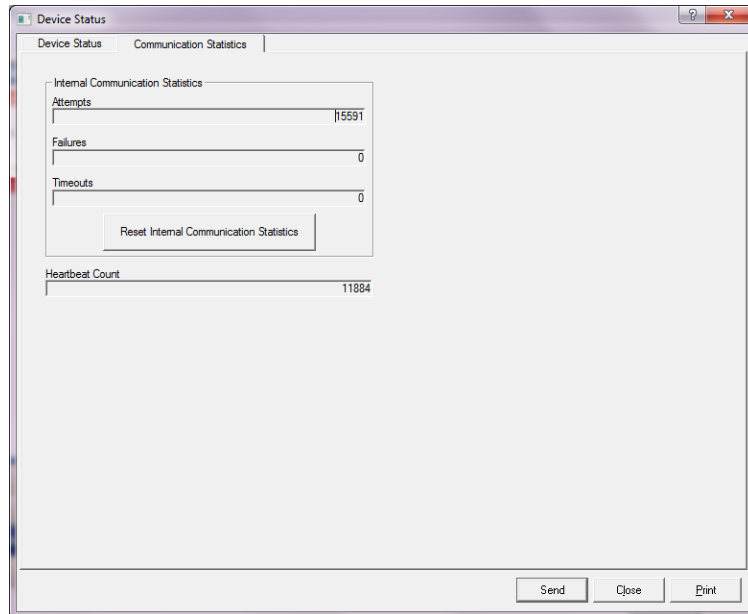 Device Status
Device Status Communication Statistics
Internal Communication Statistics
Attempts
15591
Failures
0
Timeouts
0
Reset Internal Communication Statistics
Heartbeat Count
11884
Send Close Print